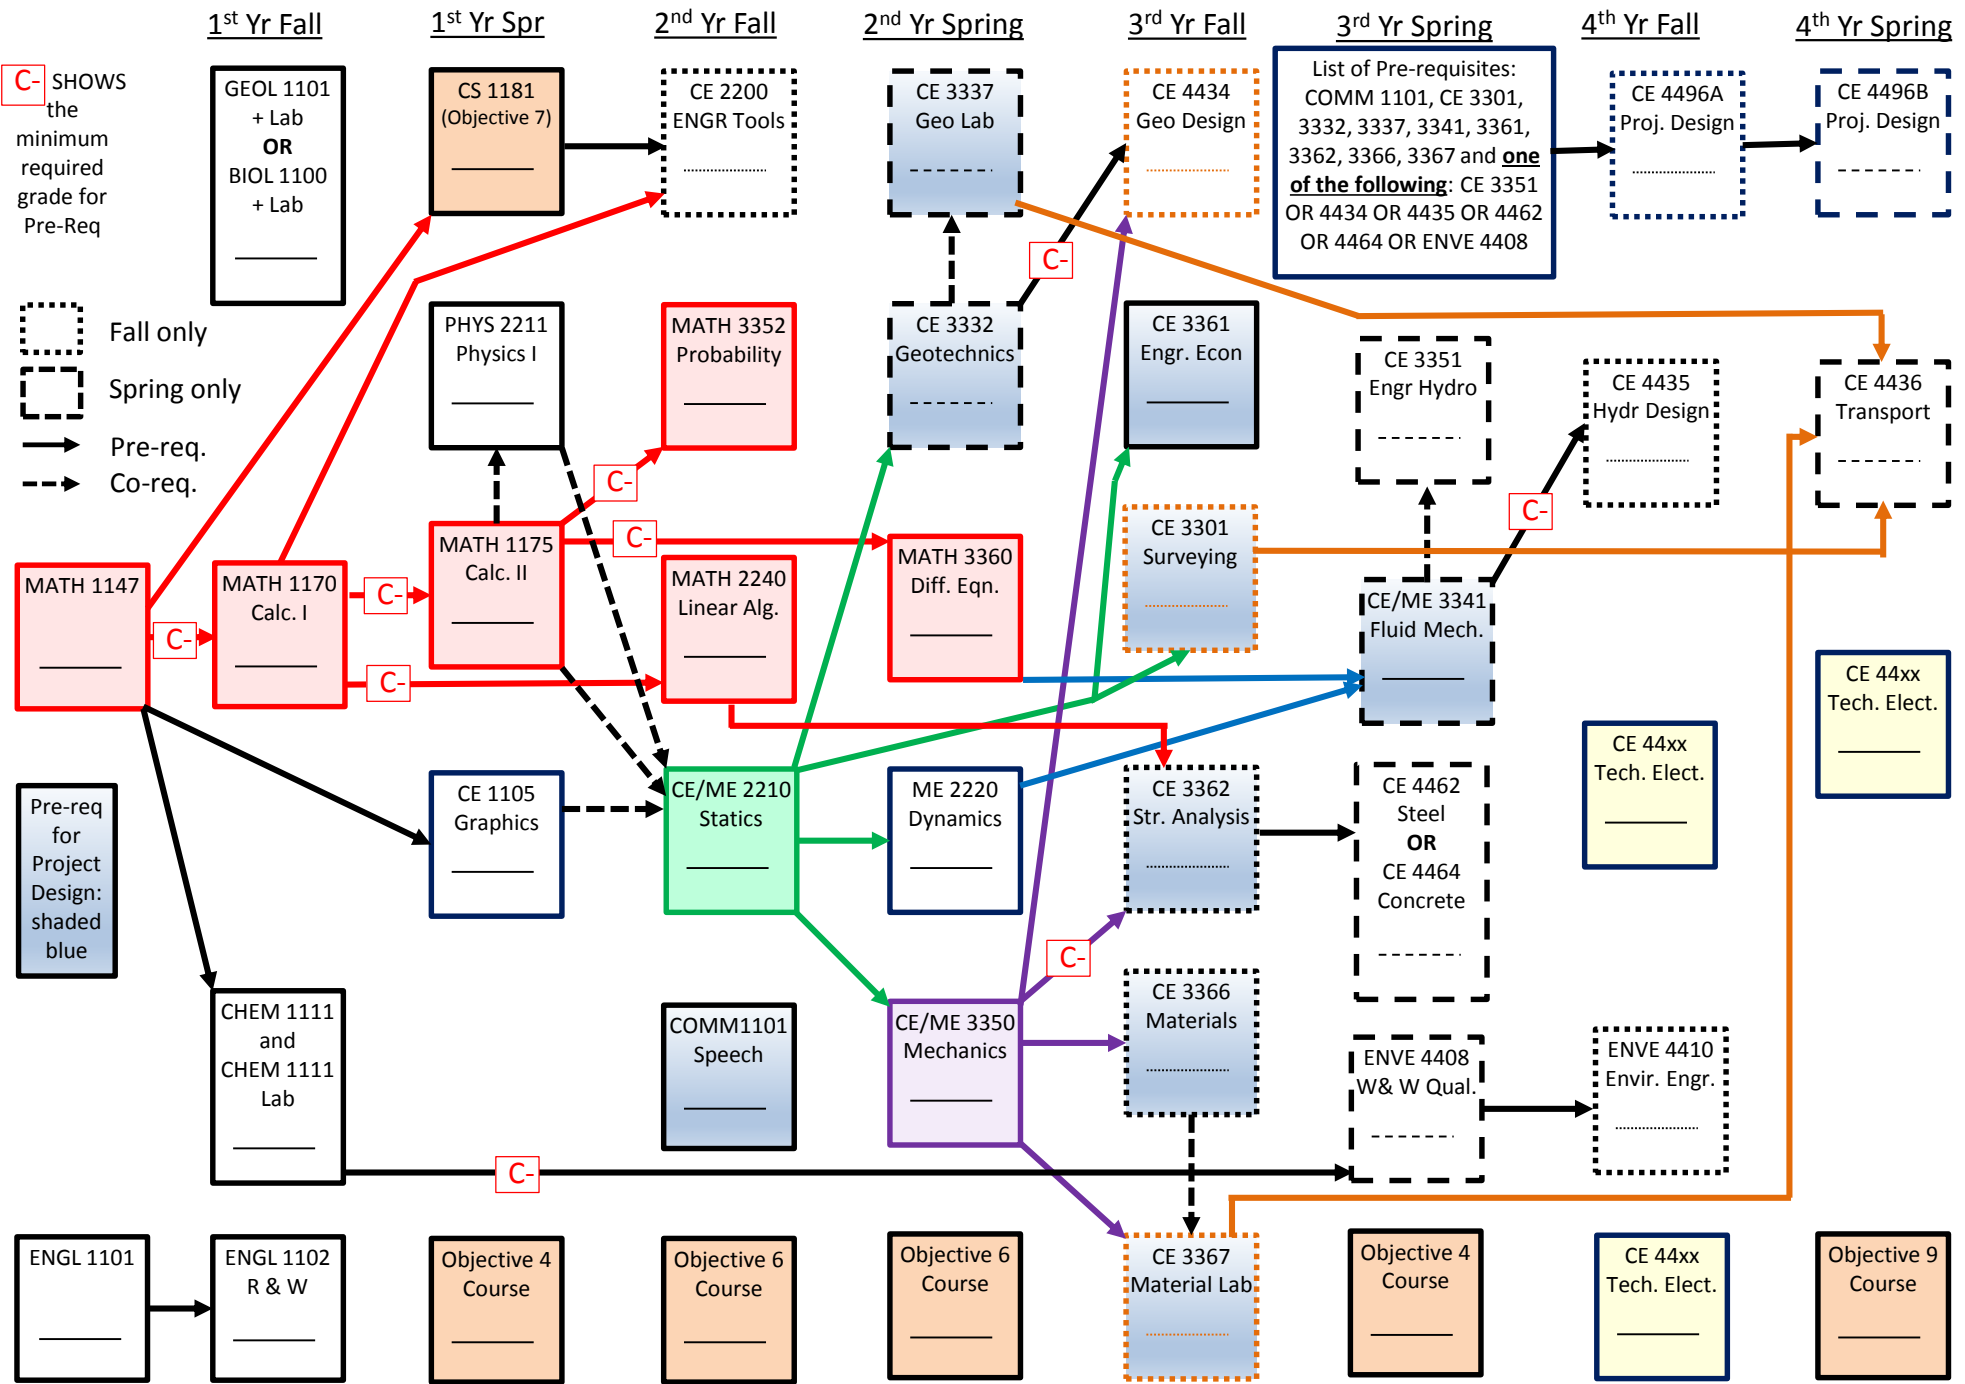 1st Yr Fall
1st Yr Spr
2nd Yr Fall
2nd Yr Spring
3rd Yr Fall
3rd Yr Spring
4th Yr Fall
4th Yr Spring
C- SHOWS
the
minimum
required
grade for
Pre-Req
GEOL 1101
+ Lab
OR
BIOL 1100
+ Lab
CS 1181
(Objective 7)
CE 2200
ENGR Tools
CE 3337
Geo Lab
CE 4434
Geo Design
List of Pre-requisites:
COMM 1101, CE 3301,
3332, 3337, 3341, 3361,
3362, 3366, 3367 and one
of the following: CE 3351
OR 4434 OR 4435 OR 4462
OR 4464 OR ENVE 4408
CE 4496A
Proj. Design
CE 4496B
Proj. Design
C-
Fall only
Spring only
Pre-req.
Co-req.
PHYS 2211
Physics I
MATH 3352
Probability
CE 3332
Geotechnics
CE 3361
Engr. Econ
CE 3351
Engr Hydro
CE 4435
Hydr Design
CE 4436
Transport
C-
C-
C-
MATH 1147
C-
MATH 1170
Calc. I
C-
C-
MATH 1175
Calc. II
MATH 2240
Linear Alg.
MATH 3360
Diff. Eqn.
CE 3301
Surveying
CE/ME 3341
Fluid Mech.
CE 44xx
Tech. Elect.
CE 44xx
Tech. Elect.
Pre-req
for
Project
Design:
shaded
blue
CE 1105
Graphics
CE/ME 2210
Statics
ME 2220
Dynamics
CE 3362
Str. Analysis
CE 4462
Steel
OR
CE 4464
Concrete
C-
CHEM 1111
and
CHEM 1111
Lab
COMM1101
Speech
CE/ME 3350
Mechanics
CE 3366
Materials
ENVE 4408
W& W Qual.
ENVE 4410
Envir. Engr.
C-
ENGL 1101
ENGL 1102
R & W
Objective 4
Course
Objective 6
Course
Objective 6
Course
CE 3367
Material Lab
Objective 4
Course
CE 44xx
Tech. Elect.
Objective 9
Course